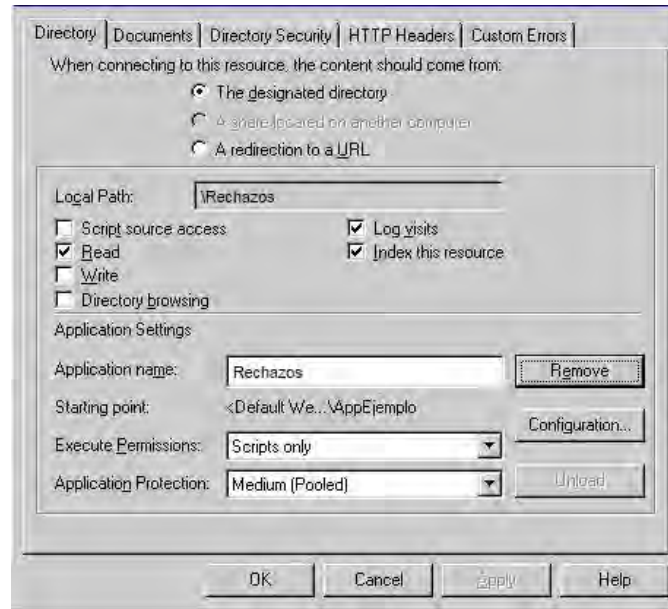 Directory Documents Directory Security HTTP Headers Custom Errors
When connecting to this resource, the content should come from:
The designated directory
A share located on another computer
A redirection to a URL
Local Path: \Rechazos
Script source access Log visits
Read Index this resource
Write
Directory browsing
Application Settings
Application name: Rechazos Remove
Starting point: <Default We...\AppEjemplo
Configuration...
Execute Permissions: Scripts only
Application Protection: Medium (Pooled) Unload
OK Cancel Apply Help